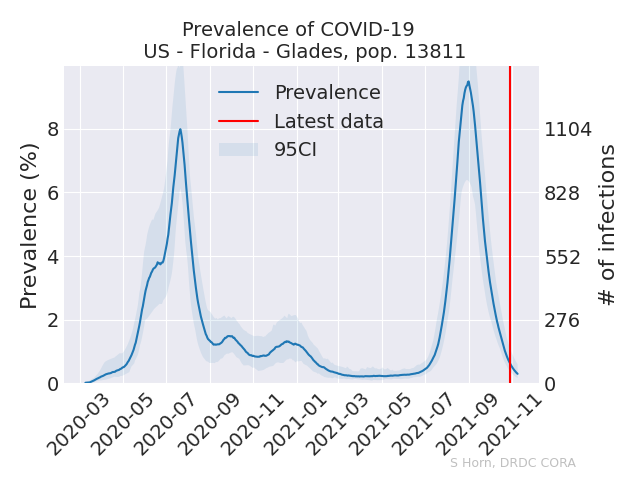 Prevalence of COVID-19
US - Florida - Glades, pop. 13811
Prevalence
Latest data
95CI
Prevalence (%)
8
6
4
2
0
# of infections
1104
828
552
276
0
2020-03
2020-05
2020-07
2020-09
2020-11
2021-01
2021-03
2021-05
2021-07
2021-09
2021-11
S Horn, DRDC CORA